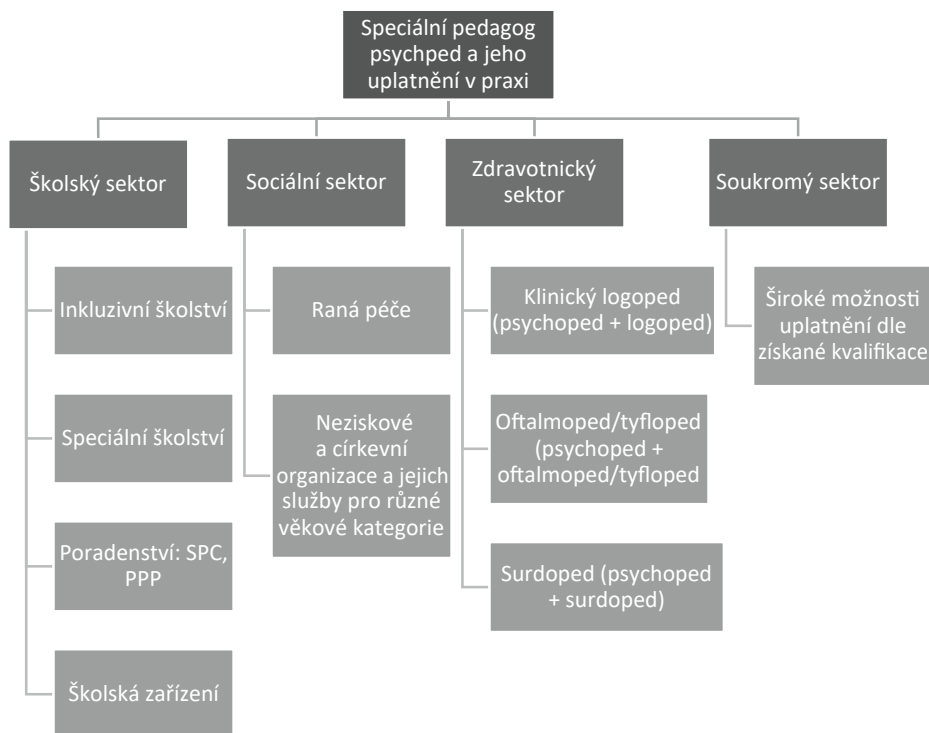 Speciální pedagog
psychped a jeho
uplatnění v praxi
Školský sektor
Sociální sektor
Zdravotnický
sektor
Soukromý sektor
Inkluzivní školství
Speciální školství
Poradenství: SPC,
PPP
Školská zařízení
Raná péče
Neziskové
a církevní
organizace a jejich
služby pro různé
věkové kategorie
Klinický logoped
(psychoped + logoped)
Oftalmoped/tyfloped
(psychoped +
oftalmoped/tyfloped
Surdoped (psychoped
+ surdoped)
Široké možnosti
uplatnění dle
získané kvalifikace